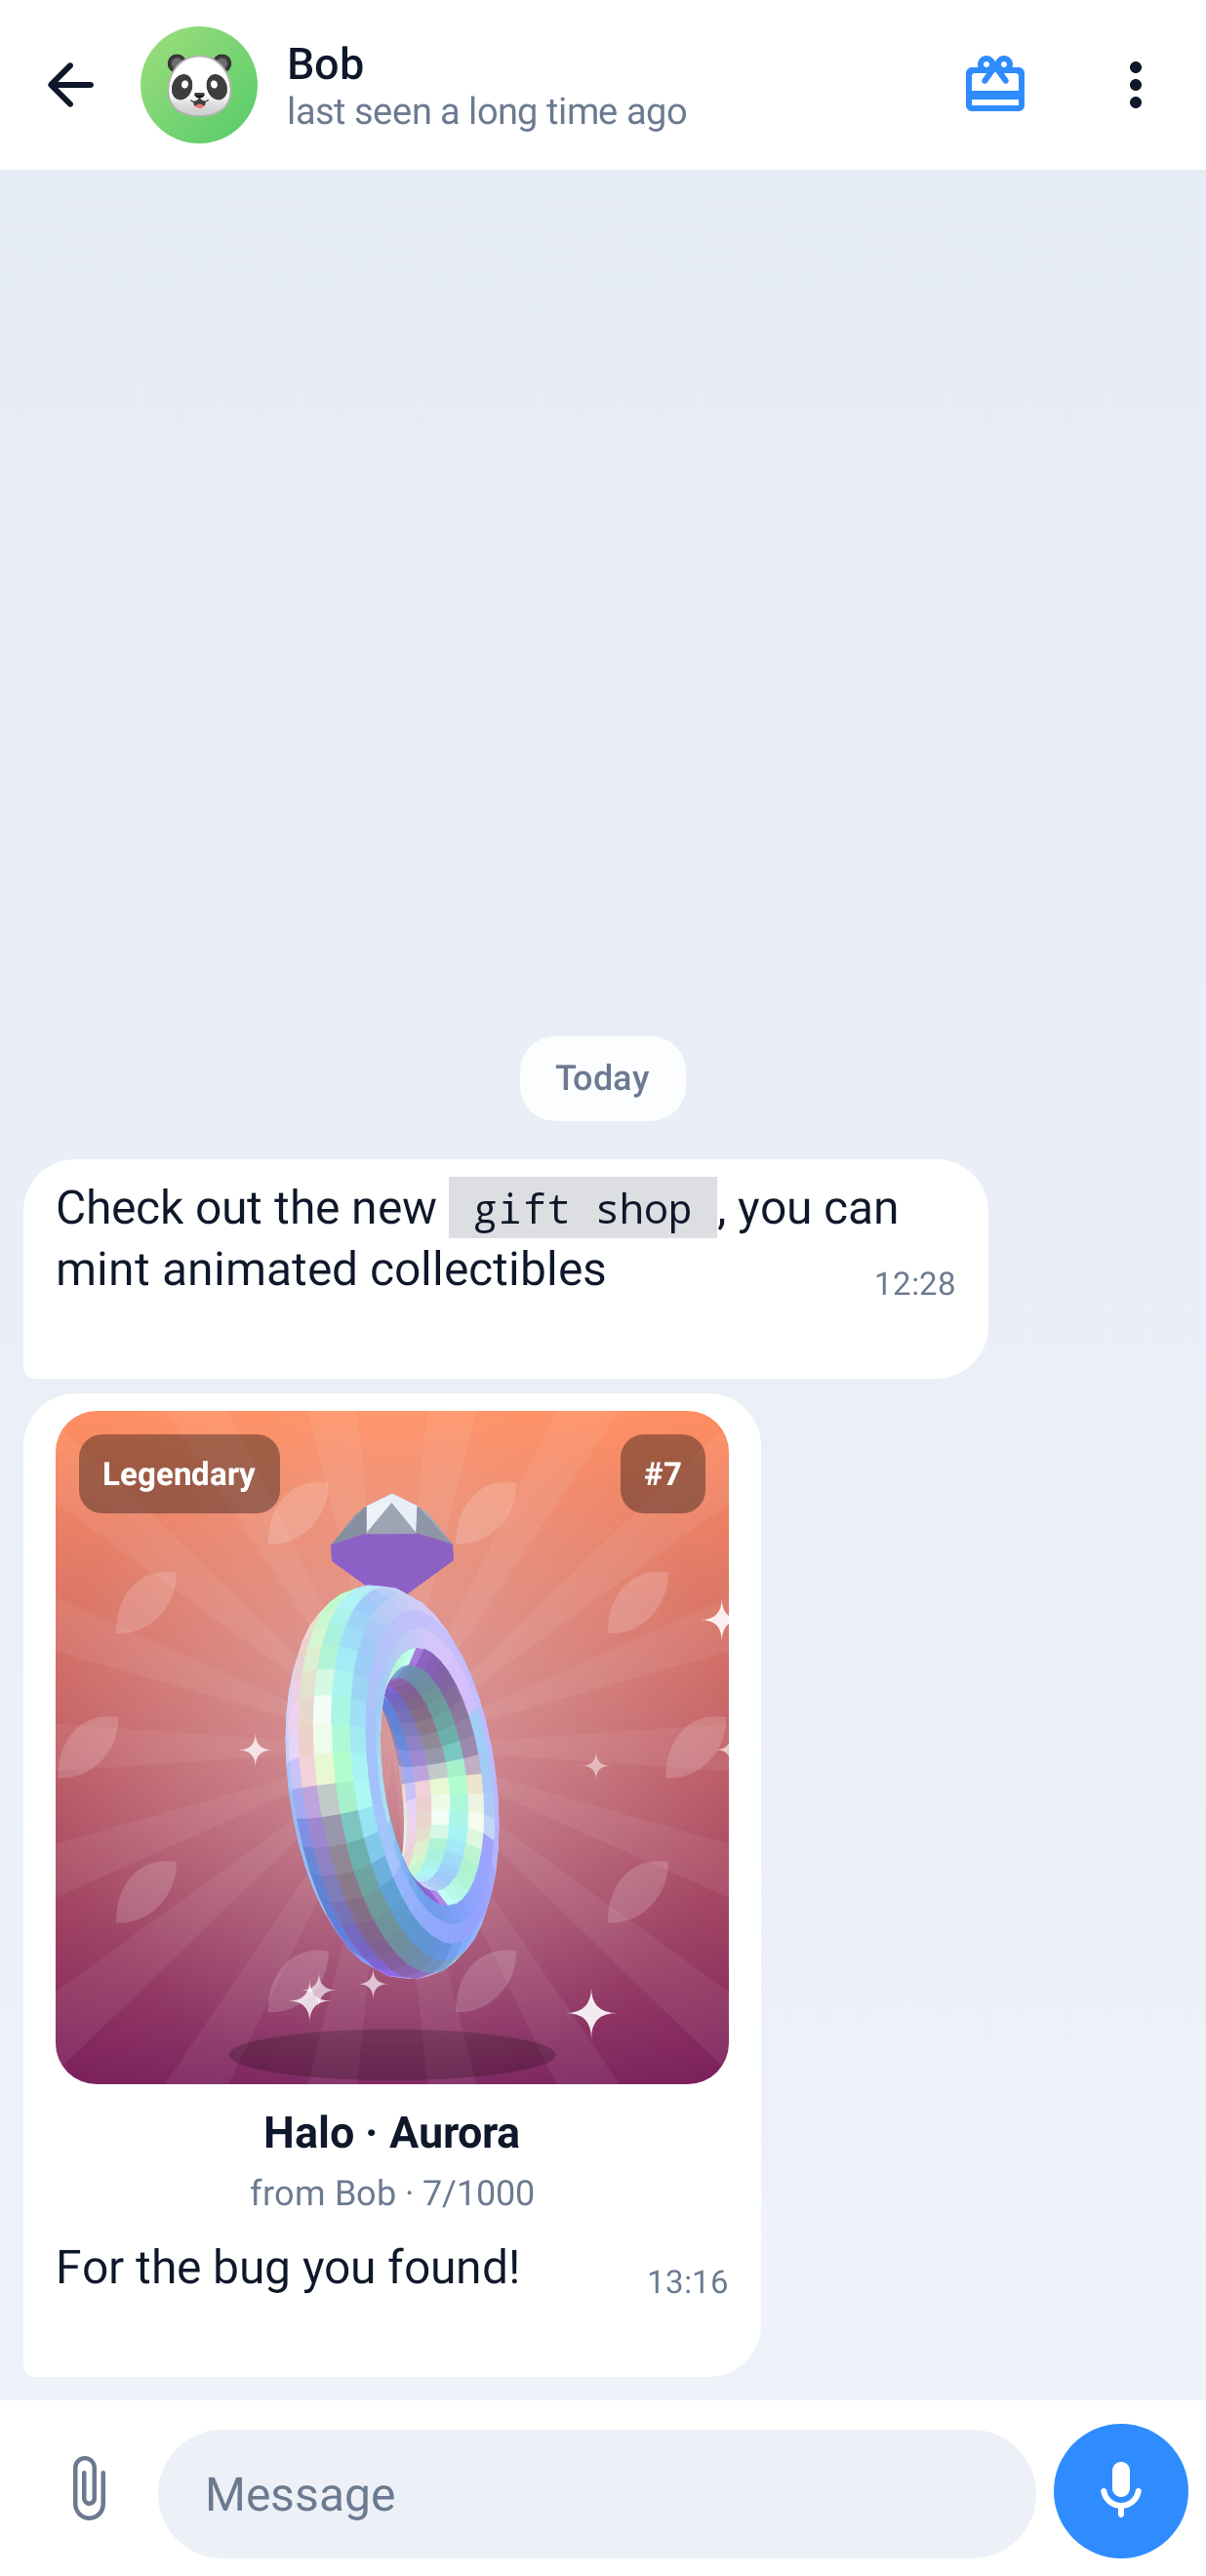 Bob
last seen a long time ago
Today
Check out the new gift shop, you can
mint animated collectibles
12:28
Legendary
#7
Halo · Aurora
from Bob · 7/1000
For the bug you found!
13:16
Message